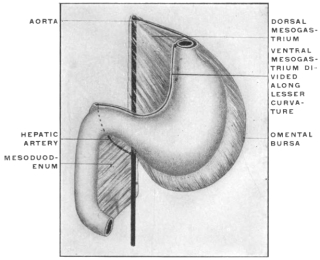 AORTA
HEPATIC
ARTERY
MESODUOD-
ENUM
DORSAL
MESOGAS-
TRIUM
VENTRAL
MESOGAS-
TRIUM DI-
VIDED
ALONG
LESSER
CURVA-
TURE
OMENTAL
BURSA